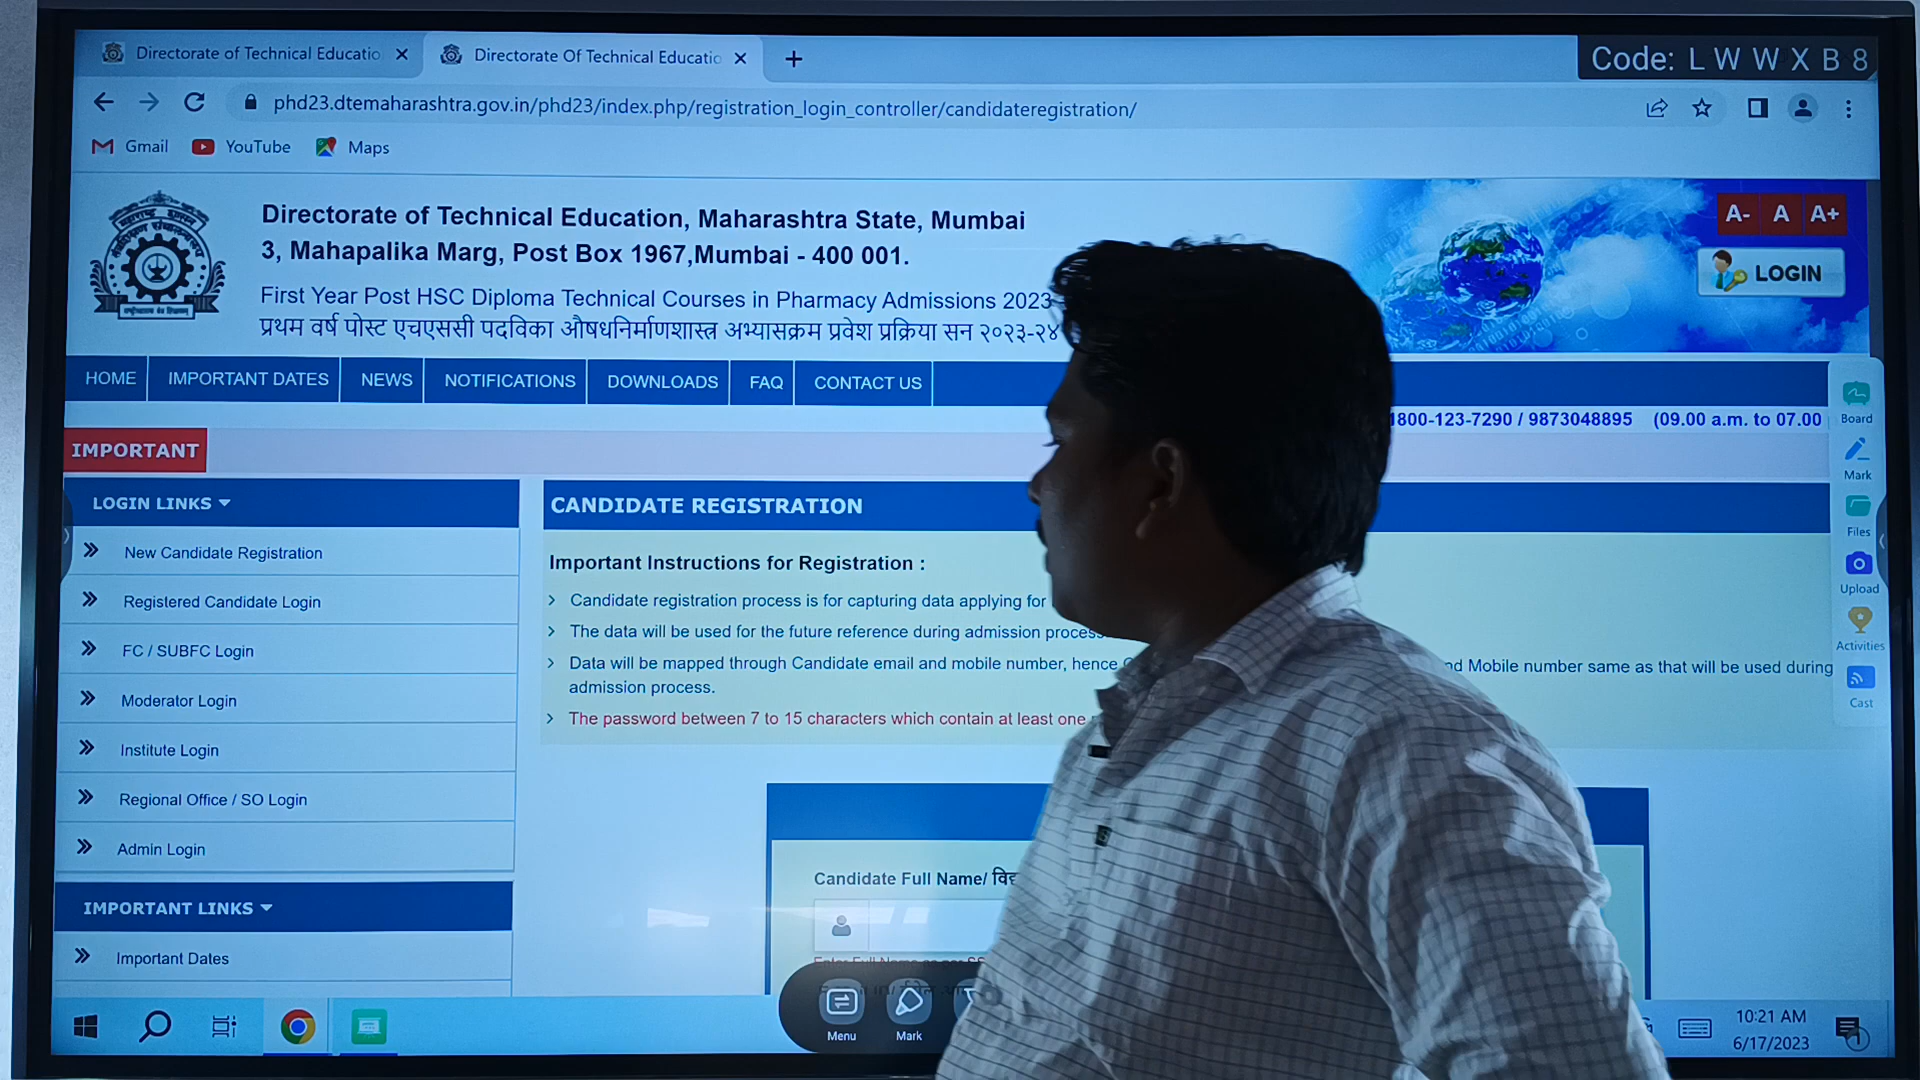 Directorate of Technical Educatio
Directorate Of Technical Educatic
Code: L W W X B 8
phd23.dtemaharashtra.gov.in/phd23/index.php/registration_login_controller/candidateregistration/
Gmail YouTube Maps
Directorate of Technical Education, Maharashtra State, Mumbai
3, Mahapalika Marg, Post Box 1967,Mumbai - 400 001.
First Year Post HSC Diploma Technical Courses in Pharmacy Admissions 2023
प्रथम वर्ष पोस्ट एचएससी पदविका औषधनिर्माणशास्त्र अभ्यासक्रम प्रवेश प्रक्रिया सन २०२३-२४
A- A A+
LOGIN
HOME IMPORTANT DATES NEWS NOTIFICATIONS DOWNLOADS FAQ CONTACT US
1800-123-7290 / 9873048895 (09.00 a.m. to 07.00
IMPORTANT
LOGIN LINKS
New Candidate Registration
Registered Candidate Login
FC / SUBFC Login
Moderator Login
Institute Login
Regional Office / SO Login
Admin Login
IMPORTANT LINKS
Important Dates
CANDIDATE REGISTRATION
Important Instructions for Registration :
Candidate registration process is for capturing data applying for
The data will be used for the future reference during admission process
Data will be mapped through Candidate email and mobile number, hence nd Mobile number same as that will be used during
admission process.
The password between 7 to 15 characters which contain at least one
Candidate Full Name/
Board
Mark
Files
Upload
Activities
Cast
Menu Mark
10:21 AM
6/17/2023